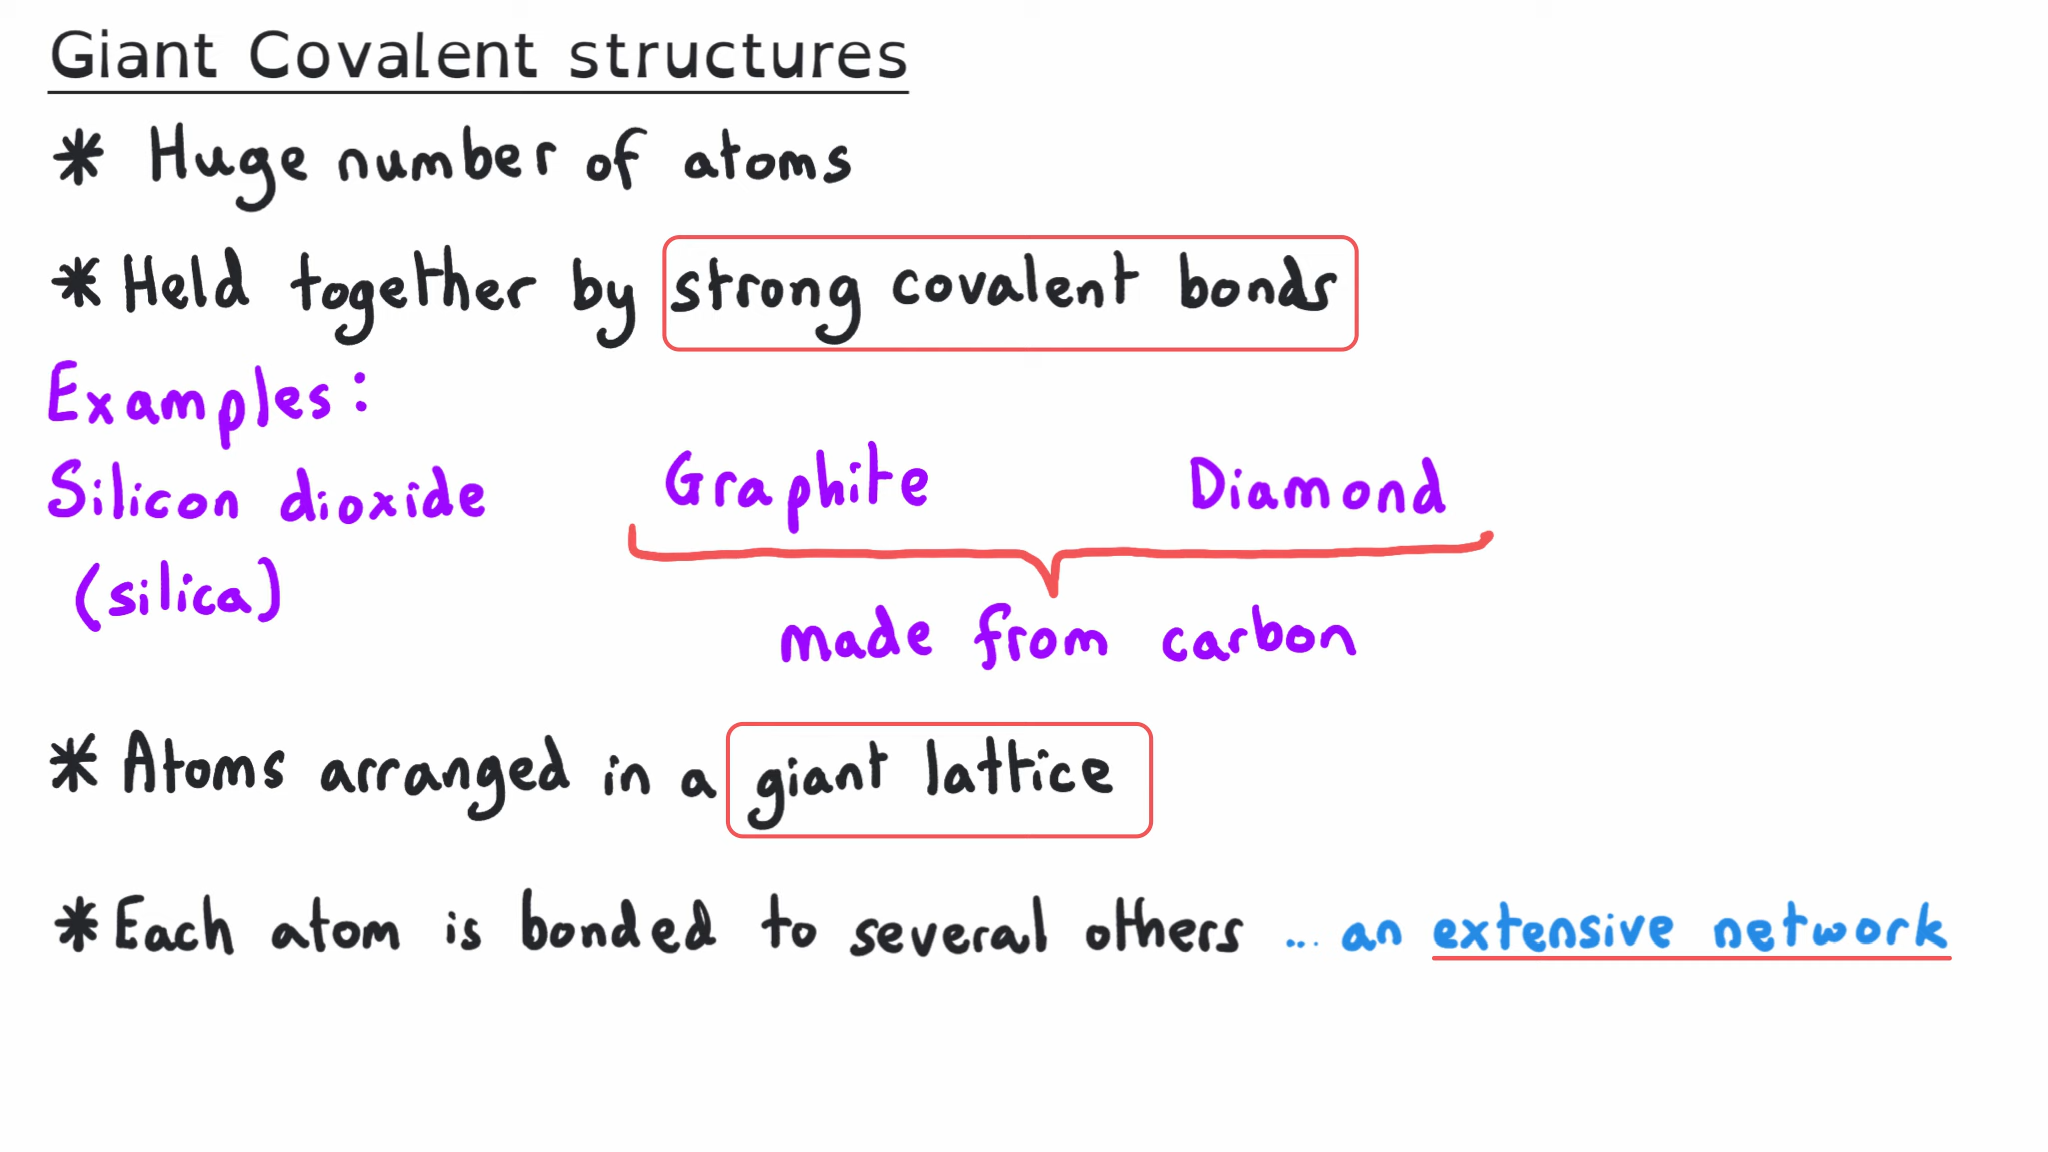 Giant Covalent structures
* Huge number of atoms
* Held together by strong covalent bonds
Examples:
Silicon dioxide Graphite Diamond
(silica)
made from carbon
* Atoms arranged in a giant lattice
* Each atom is bonded to several others ... an extensive network